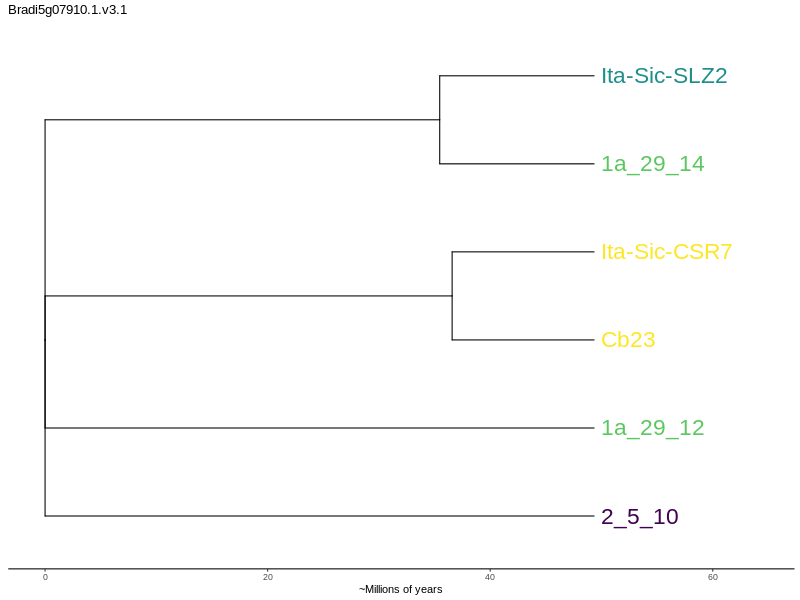 Bradi5g07910.1.v3.1
Ita-Sic-SLZ2
1a_29_14
Ita-Sic-CSR7
Cb23
1a_29_12
2_5_10
0 20 40 60
~Millions of years